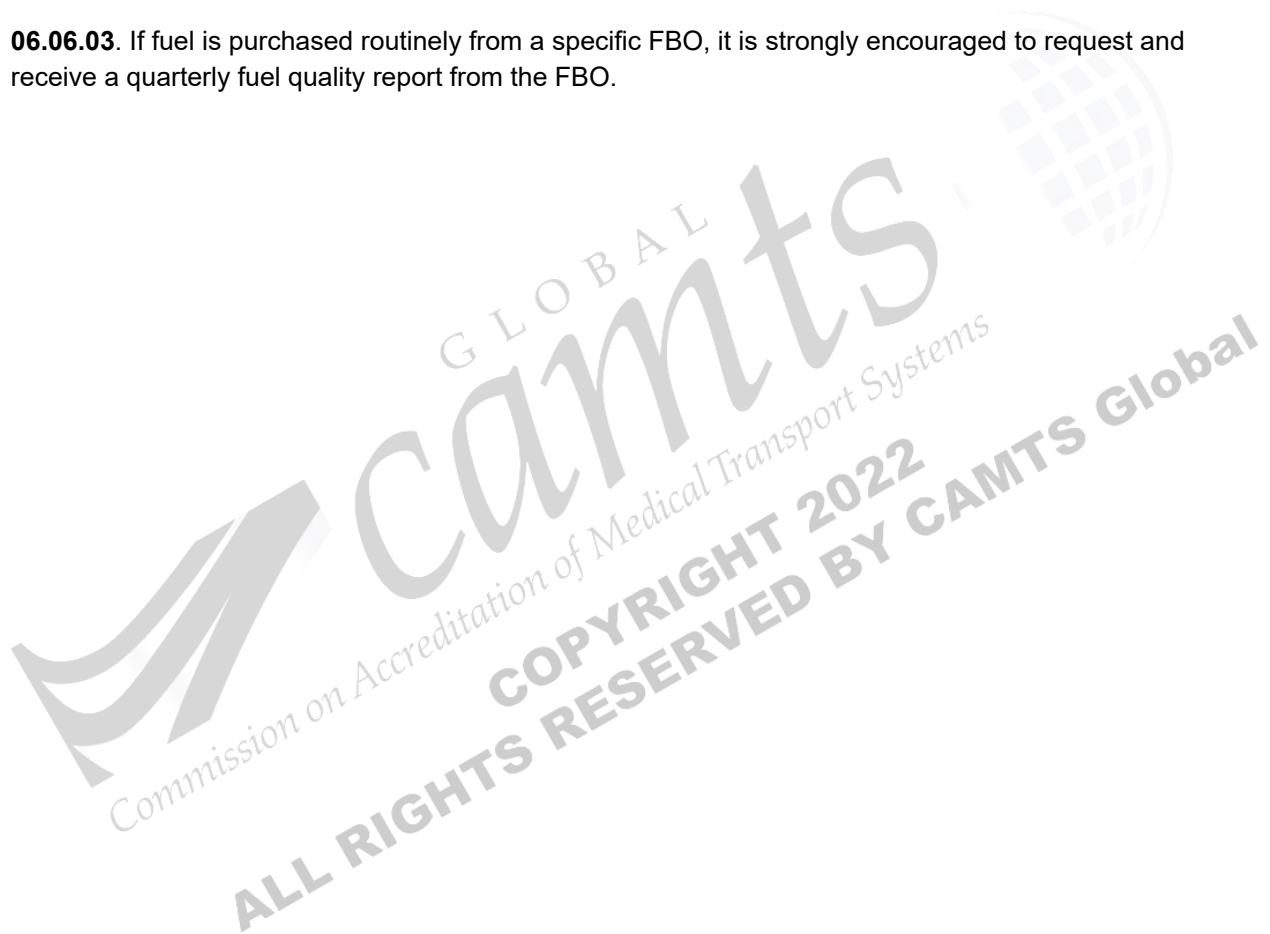 06.06.03. If fuel is purchased routinely from a specific FBO, it is strongly encouraged to request and
receive a quarterly fuel quality report from the FBO.
GLOBAL
camts
Commission on Accreditation of Medical Transport Systems
COPYRIGHT 2022
ALL RIGHTS RESERVED BY CAMTS Global